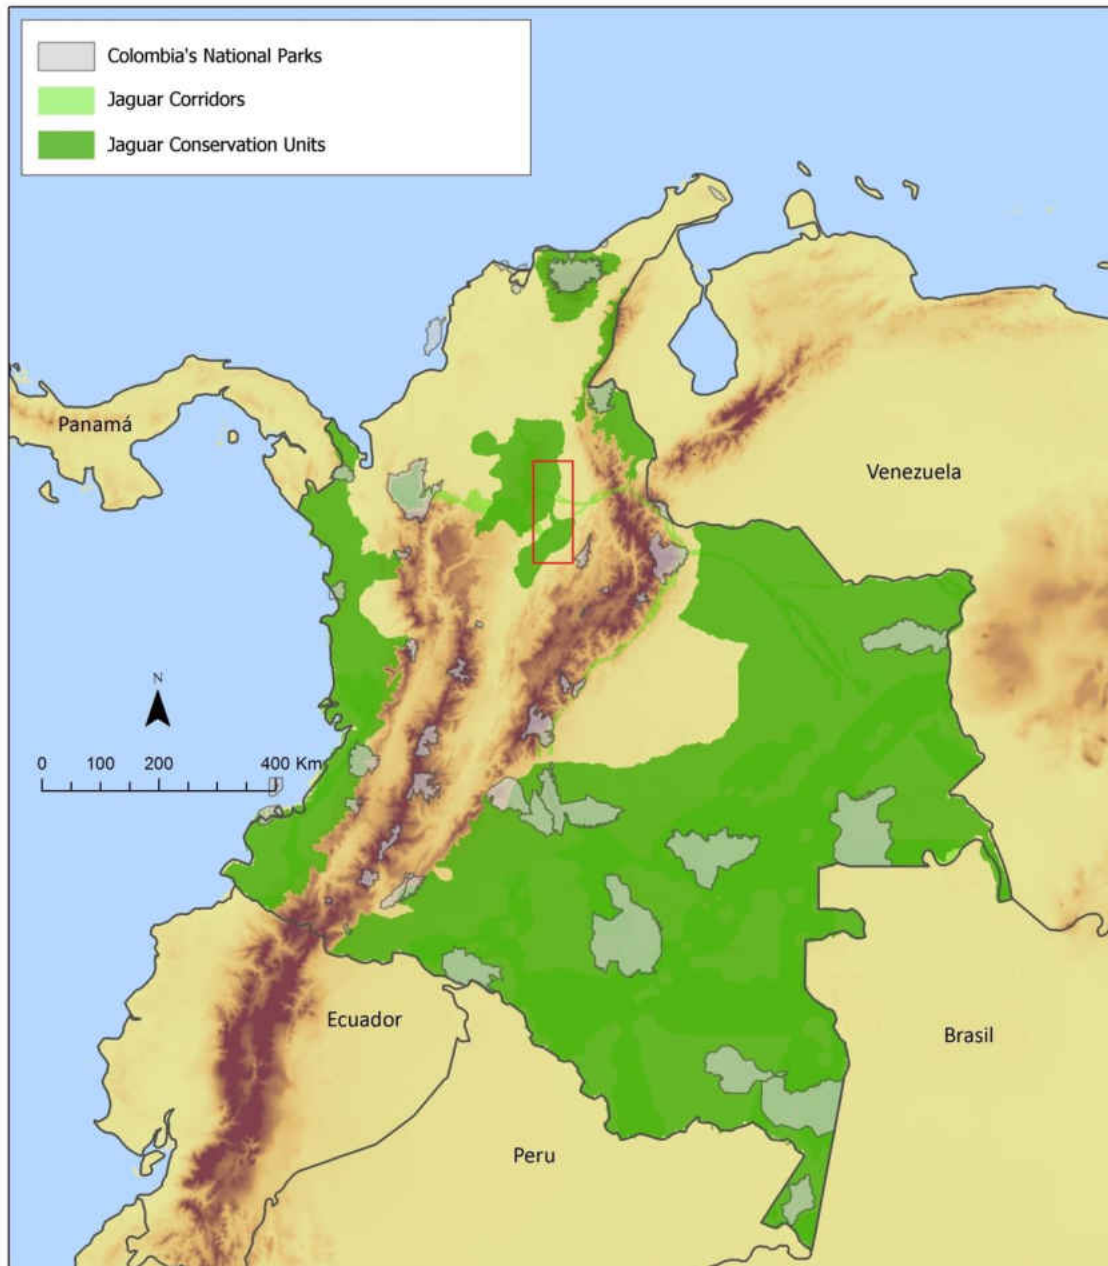 Colombia's National Parks
Jaguar Corridors
Jaguar Conservation Units
Panamá
Venezuela
N
0 100 200 400 Km
Ecuador
Brasil
Peru